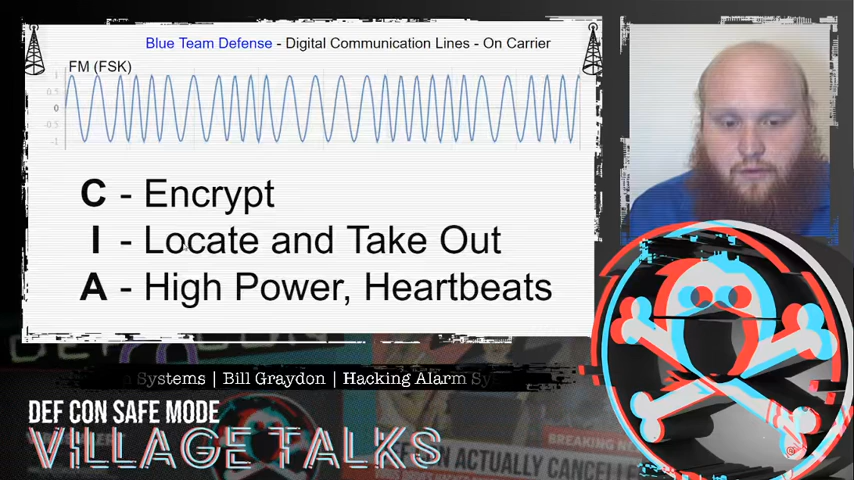 Blue Team Defense - Digital Communication Lines - On Carrier
FM (FSK)
1
0.5
0
-0.5
-1
C - Encrypt
I - Locate and Take Out
A - High Power, Heartbeats
Systems | Bill Graydon | Hacking Alarm Sy
DEF CON SAFE MODE
VILLAGE TALKS
BREAKING NE
CON ACTUALLY CANCELLE